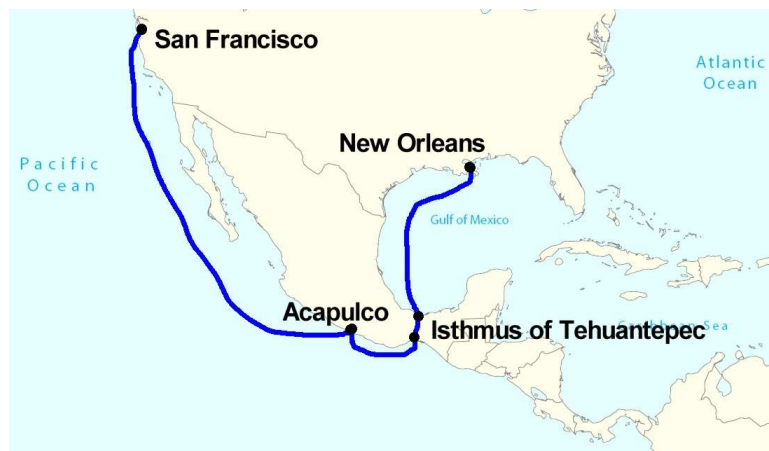 San Francisco
Atlantic
Ocean
New Orleans
Pacific
Ocean
Gulf of Mexico
Acapulco
Isthmus of Tehuantepec
Sea